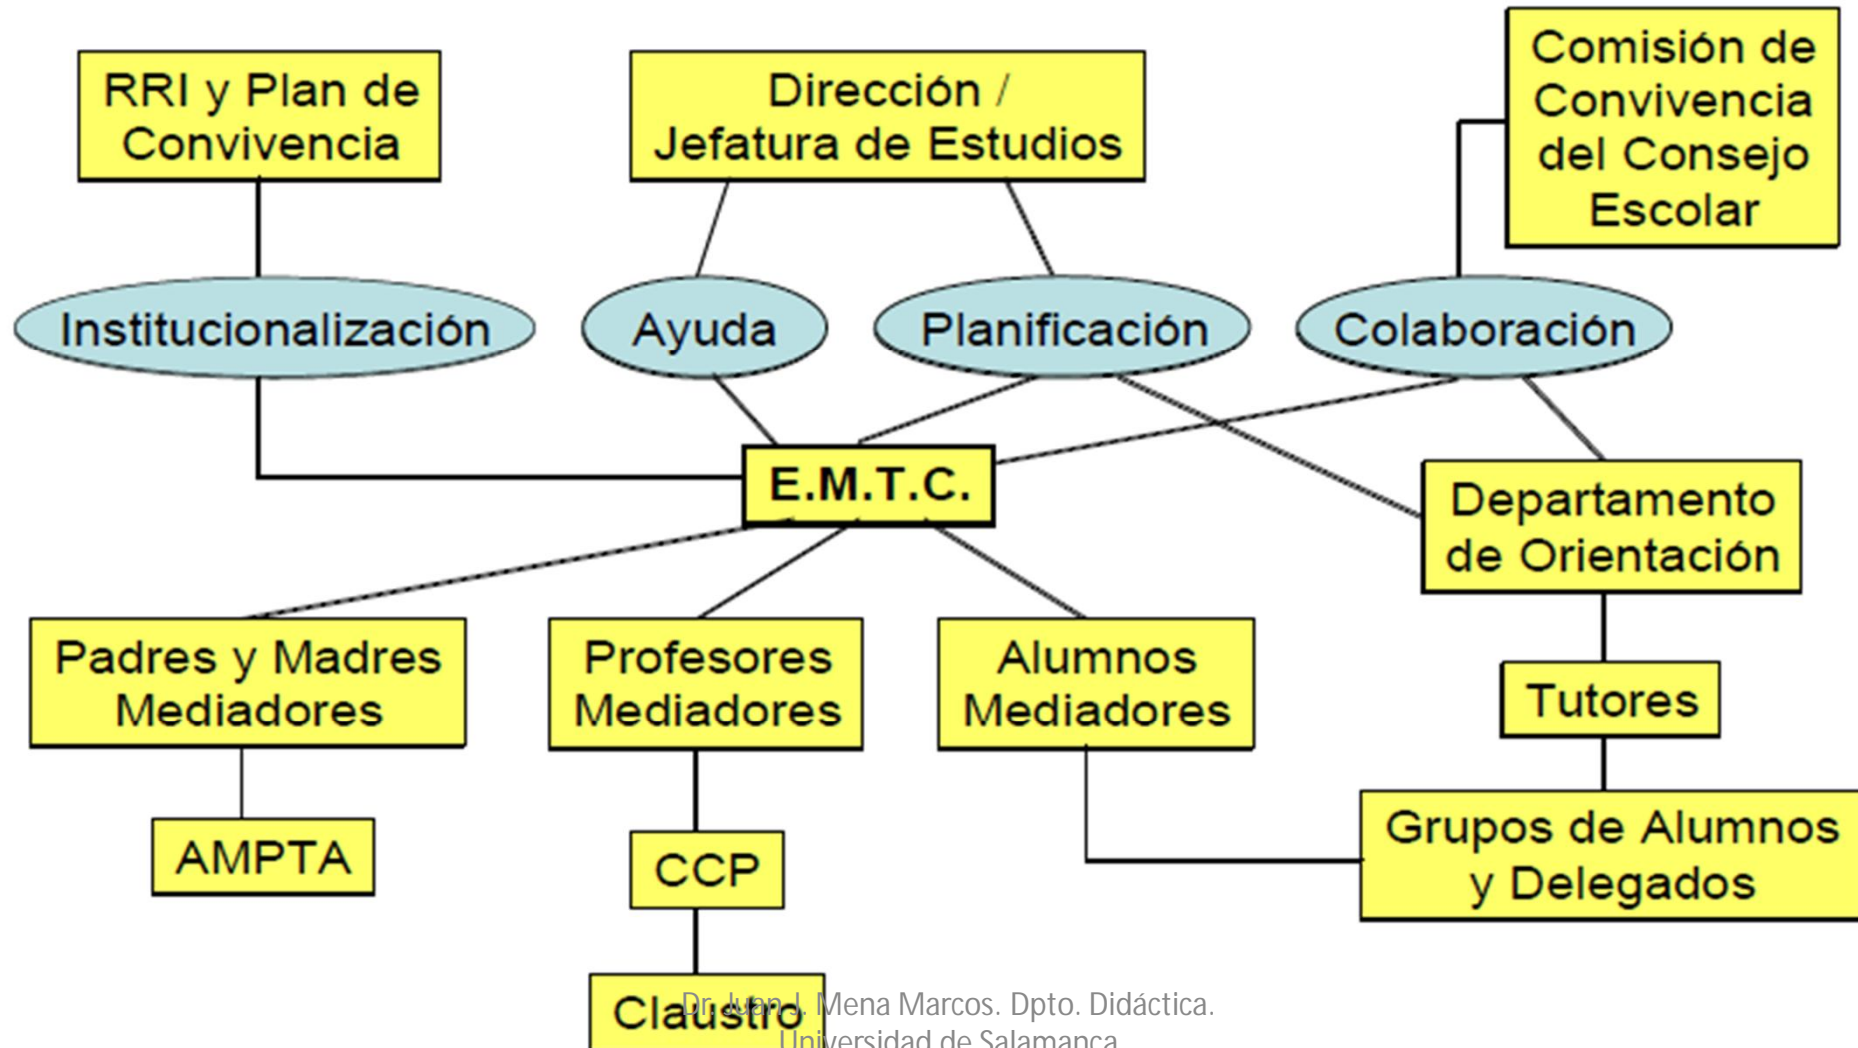 RRI y Plan de
Convivencia
Dirección /
Jefatura de Estudios
Comisión de
Convivencia
del Consejo
Escolar
Institucionalización
Ayuda
Planificación
Colaboración
E.M.T.C.
Departamento
de Orientación
Padres y Madres
Mediadores
Profesores
Mediadores
Alumnos
Mediadores
Tutores
AMPTA
CCP
Grupos de Alumnos
y Delegados
Claustro
Dr. Juan J. Mena Marcos. Dpto. Didáctica.
Universidad de Salamanca